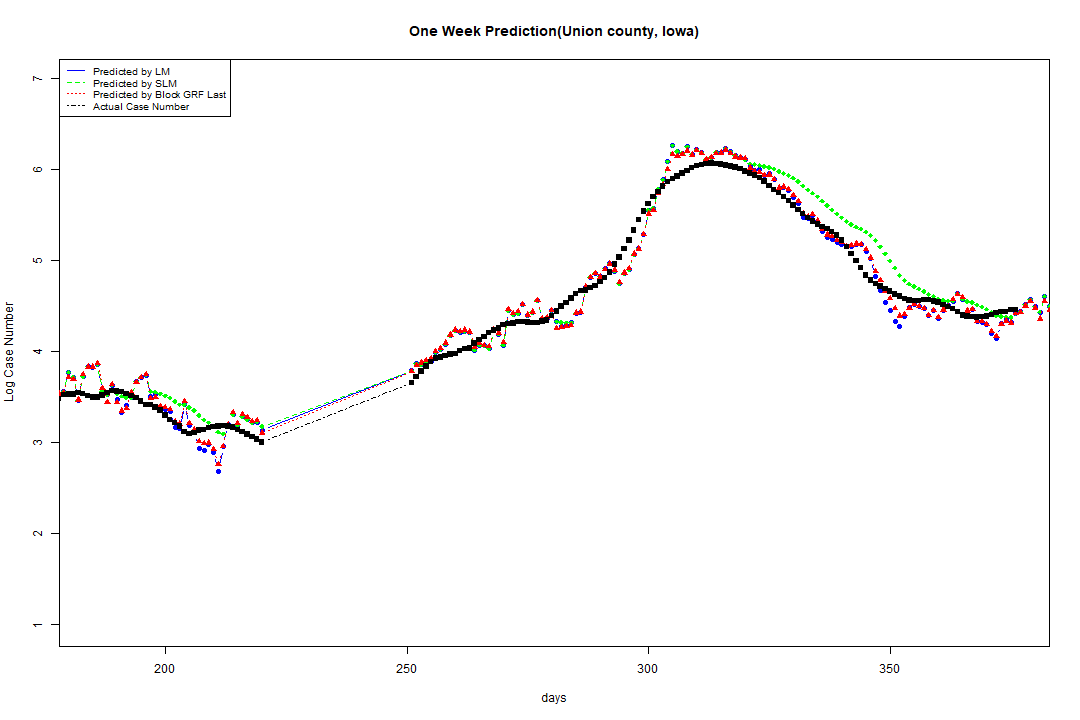 One Week Prediction(Union county, Iowa)
Predicted by LM
Predicted by SLM
Predicted by Block GRF Last
Actual Case Number
7
6
5
4
3
2
1
Log Case Number
200 250 300 350
days